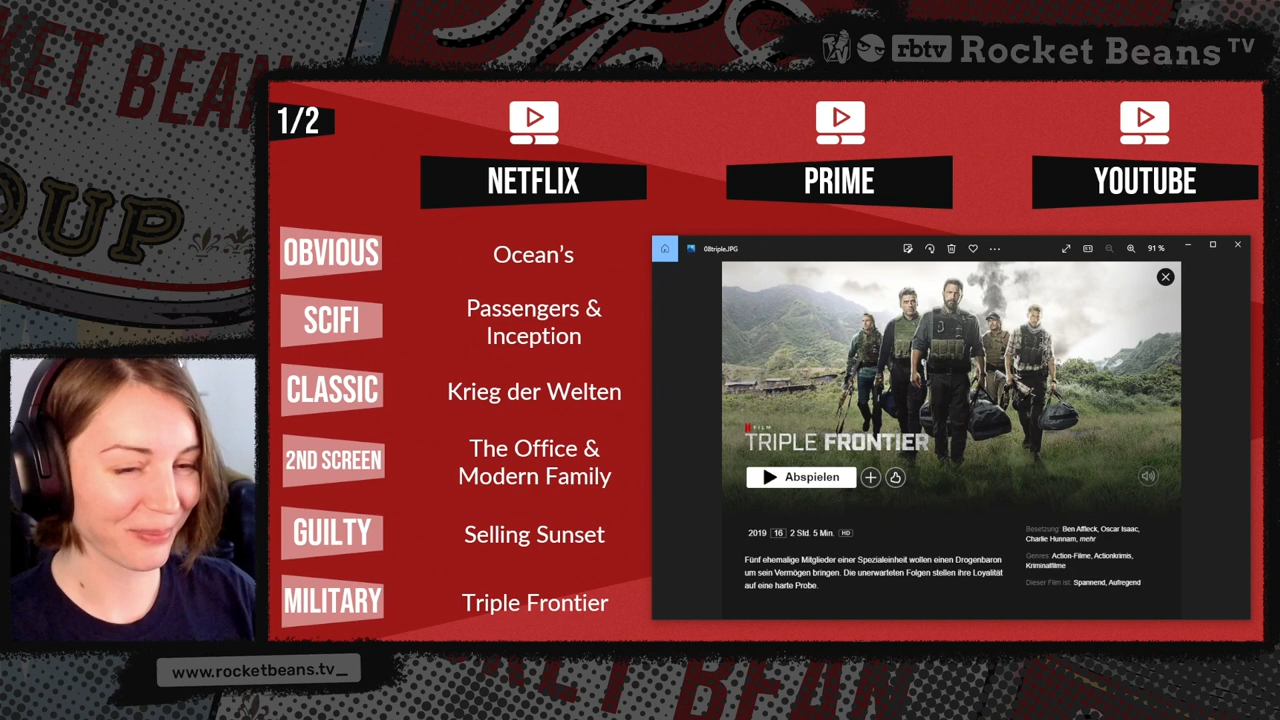 KET BEAN
OUP
rbtv Rocket Beans TV
1/2
NETFLIX
PRIME
YOUTUBE
OBVIOUS
Ocean’s
SCIFI
Passengers &
Inception
CLASSIC
Krieg der Welten
2ND SCREEN
The Office &
Modern Family
GUILTY
Selling Sunset
MILITARY
Triple Frontier
08triple.JPG
91 %
FILM
TRIPLE FRONTIER
Abspielen
2019 16 2 Std. 5 Min. HD
Fünf ehemalige Mitglieder einer Spezialeinheit wollen einen Drogenbaron
um sein Vermögen bringen. Die unerwarteten Folgen stellen ihre Loyalität
auf eine harte Probe.
Besetzung: Ben Affleck, Oscar Isaac,
Charlie Hunnam, mehr
Genres: Action-Filme, Actionkrimis,
Kriminalfilme
Dieser Film ist: Spannend, Aufregend
www.rocketbeans.tv_